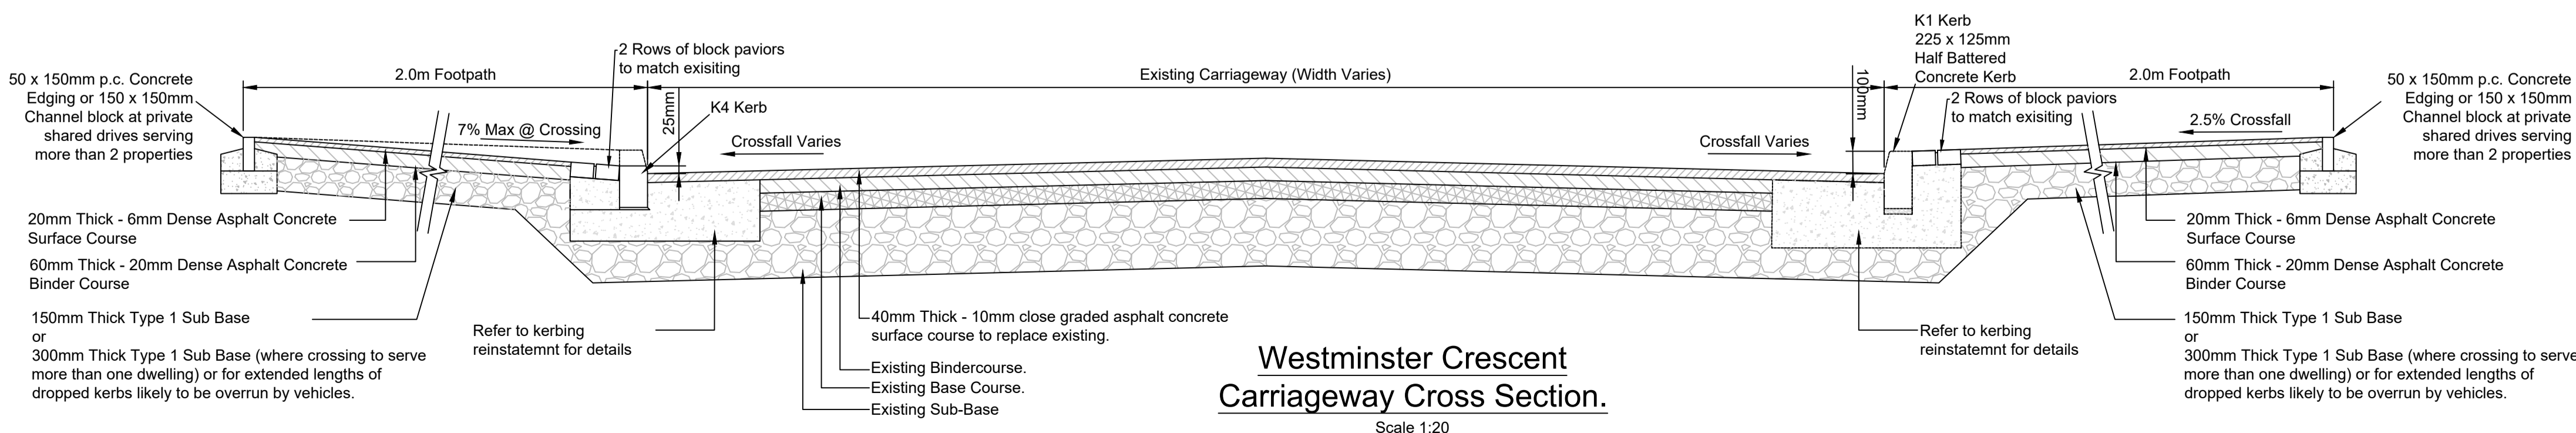 50 x 150mm p.c. Concrete
Edging or 150 x 150mm
Channel block at private
shared drives serving
more than 2 properties
2.0m Footpath
2 Rows of block paviors
to match exisiting
7% Max @ Crossing
25mm
K4 Kerb
Crossfall Varies
Existing Carriageway (Width Varies)
Crossfall Varies
100mm
K1 Kerb
225 x 125mm
Half Battered
Concrete Kerb
2.0m Footpath
2 Rows of block paviors
to match exisiting
2.5% Crossfall
50 x 150mm p.c. Concrete
Edging or 150 x 150mm
Channel block at private
shared drives serving
more than 2 properties
20mm Thick - 6mm Dense Asphalt Concrete
Surface Course
60mm Thick - 20mm Dense Asphalt Concrete
Binder Course
150mm Thick Type 1 Sub Base
or
300mm Thick Type 1 Sub Base (where crossing to serve
more than one dwelling) or for extended lengths of
dropped kerbs likely to be overrun by vehicles.
Refer to kerbing
reinstatemnt for details
40mm Thick - 10mm close graded asphalt concrete
surface course to replace existing.
Existing Bindercourse.
Existing Base Course.
Existing Sub-Base
Westminster Crescent
Carriageway Cross Section.
Scale 1:20
Refer to kerbing
reinstatemnt for details
20mm Thick - 6mm Dense Asphalt Concrete
Surface Course
60mm Thick - 20mm Dense Asphalt Concrete
Binder Course
150mm Thick Type 1 Sub Base
or
300mm Thick Type 1 Sub Base (where crossing to serve
more than one dwelling) or for extended lengths of
dropped kerbs likely to be overrun by vehicles.